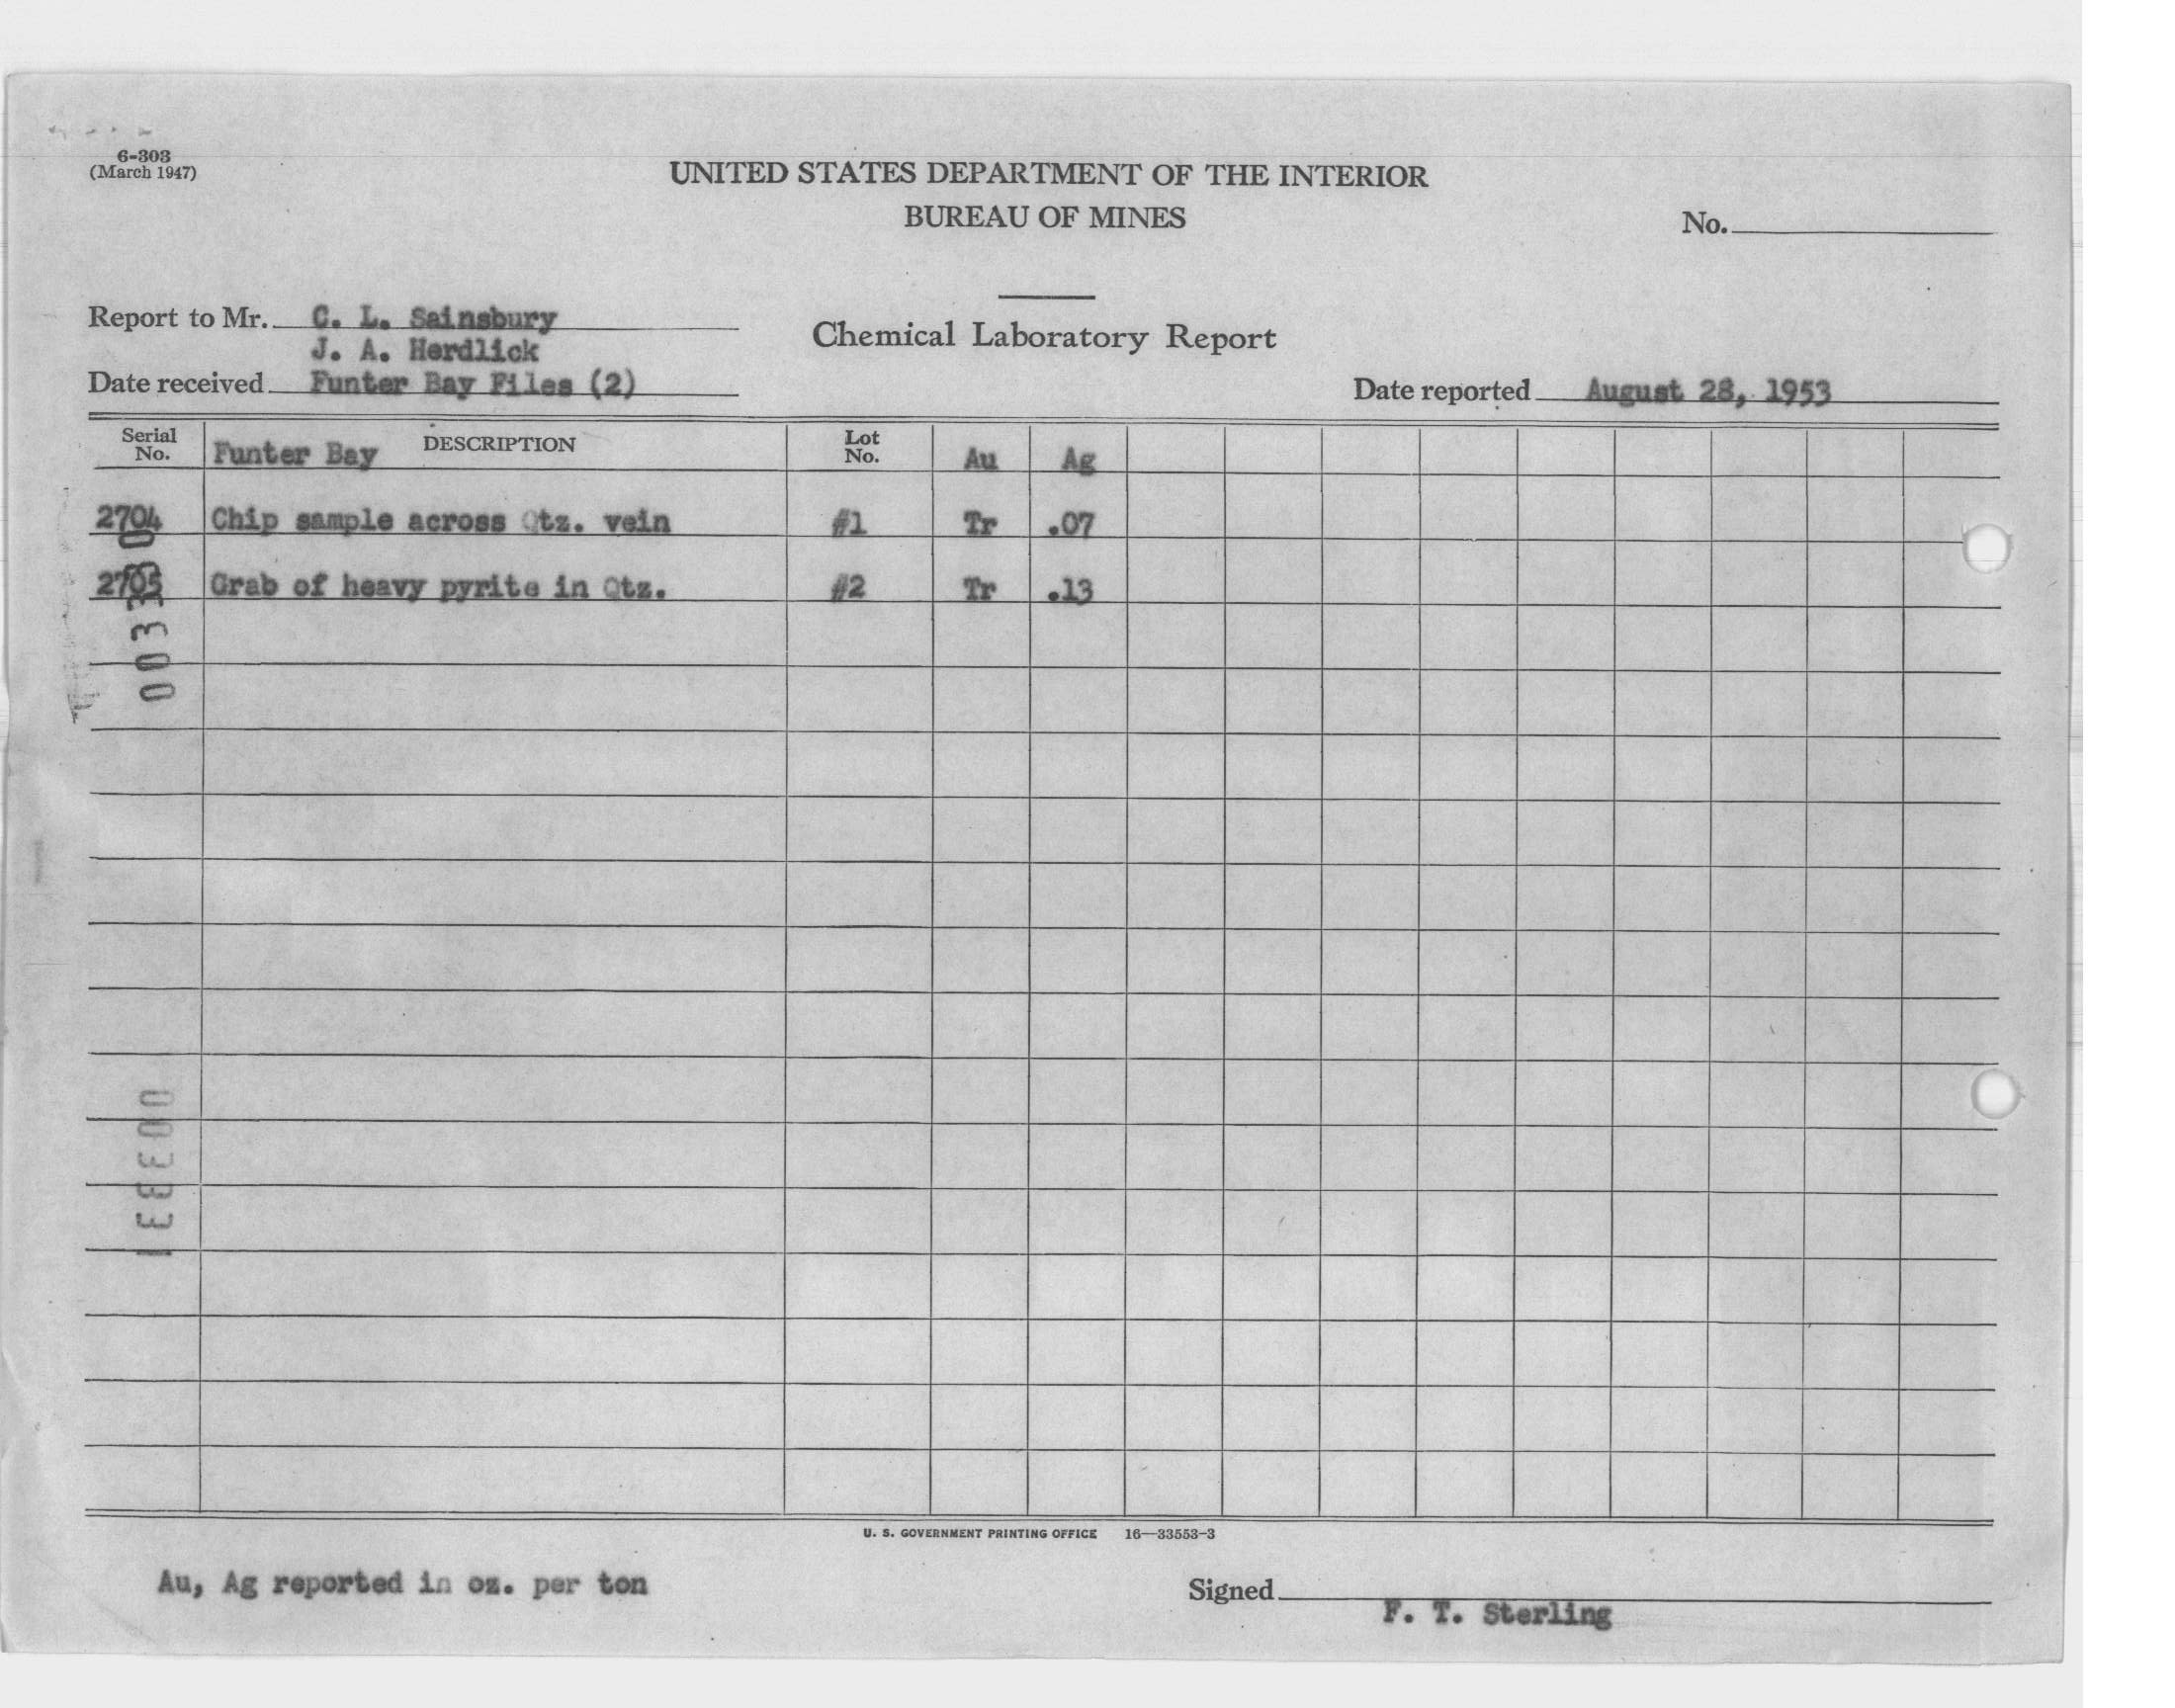 6-303
(March 1947)
UNITED STATES DEPARTMENT OF THE INTERIOR
BUREAU OF MINES
No.
Report to Mr. C. L. Sainsbury
J. A. Herdlick
Chemical Laboratory Report
Date received Funter Bay Files (2)
Date reported August 28, 1953
Serial No. Funter Bay DESCRIPTION Lot No. Au Ag
2704 Chip sample across Qtz. vein #1 Tr .07
2705 Grab of heavy pyrite in Qtz. #2 Tr .13
003330
003331
U. S. GOVERNMENT PRINTING OFFICE 16—33553-3
Au, Ag reported in oz. per ton
Signed
F. T. Sterling